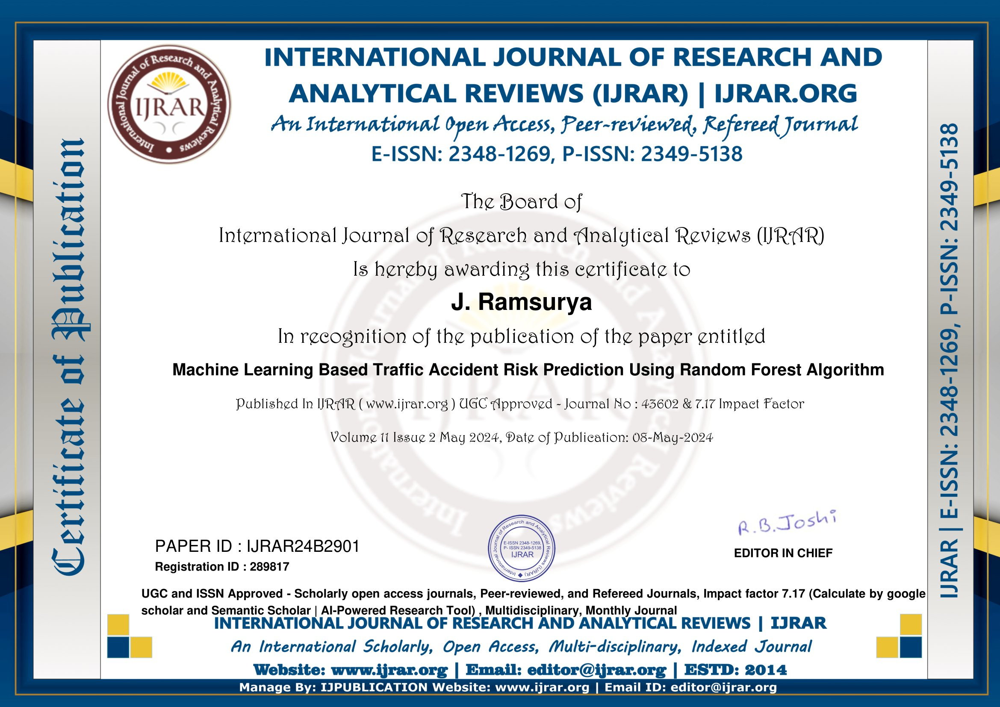 International Journal of Research and Analytical Reviews
IJRAR
INTERNATIONAL JOURNAL OF RESEARCH AND
ANALYTICAL REVIEWS (IJRAR) | IJRAR.ORG
An International Open Access, Peer-reviewed, Refereed Journal
E-ISSN: 2348-1269, P-ISSN: 2349-5138
Certificate of Publication
The Board of
International Journal of Research and Analytical Reviews (IJRAR)
Is hereby awarding this certificate to
J. Ramsurya
In recognition of the publication of the paper entitled
Machine Learning Based Traffic Accident Risk Prediction Using Random Forest Algorithm
Published In IJRAR ( www.ijrar.org ) UGC Approved - Journal No : 43602 & 7.17 Impact Factor
Volume 11 Issue 2 May 2024, Date of Publication: 08-May-2024
International Journal of Research and Analytical Reviews
IJRAR
PAPER ID : IJRAR24B2901
Registration ID : 289817
International Journal of Research and Analytical Reviews (IJRAR)
E-ISSN 2348-1269,
P- ISSN 2349-5138
IJRAR
R.B.Joshi
EDITOR IN CHIEF
IJRAR | E-ISSN: 2348-1269, P-ISSN: 2349-5138
UGC and ISSN Approved - Scholarly open access journals, Peer-reviewed, and Refereed Journals, Impact factor 7.17 (Calculate by google
scholar and Semantic Scholar | AI-Powered Research Tool) , Multidisciplinary, Monthly Journal
INTERNATIONAL JOURNAL OF RESEARCH AND ANALYTICAL REVIEWS | IJRAR
An International Scholarly, Open Access, Multi-disciplinary, Indexed Journal
Website: www.ijrar.org | Email: editor@ijrar.org | ESTD: 2014
Manage By: IJPUBLICATION Website: www.ijrar.org | Email ID: editor@ijrar.org